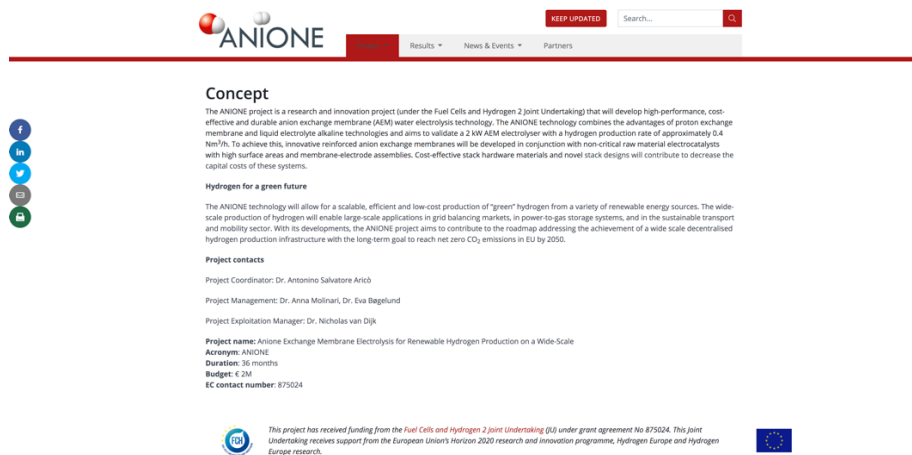 KEEP UPDATED
Search...
ANIONE
Results
News & Events
Partners
Concept
The ANIONE project is a research and innovation project (under the Fuel Cells and Hydrogen 2 Joint Undertaking) that will develop high-performance, cost-
effective and durable anion exchange membrane (AEM) water electrolysis technology. The ANIONE technology combines the advantages of proton exchange
membrane and liquid electrolyte alkaline technologies and aims to validate a 2 kW AEM electrolyser with a hydrogen production rate of approximately 0.4
Nm³/h. To achieve this, innovative reinforced anion exchange membranes will be developed in conjunction with non-critical raw material electrocatalysts
with high surface areas and membrane-electrode assemblies. Cost-effective stack hardware materials and novel stack designs will contribute to decrease the
capital costs of these systems.
Hydrogen for a green future
The ANIONE technology will allow for a scalable, efficient and low-cost production of "green" hydrogen from a variety of renewable energy sources. The wide-
scale production of hydrogen will enable large-scale applications in grid balancing markets, in power-to-gas storage systems, and in the sustainable transport
and mobility sector. With its developments, the ANIONE project aims to contribute to the roadmap addressing the achievement of a wide scale decentralised
hydrogen production infrastructure with the long-term goal to reach net zero CO₂ emissions in EU by 2050.
Project contacts
Project Coordinator: Dr. Antonino Salvatore Aricò
Project Management: Dr. Anna Molinari, Dr. Eva Bøgelund
Project Exploitation Manager: Dr. Nicholas van Dijk
Project name: Anione Exchange Membrane Electrolysis for Renewable Hydrogen Production on a Wide-Scale
Acronym: ANIONE
Duration: 36 months
Budget: € 2M
EC contact number: 875024
FCH
This project has received funding from the Fuel Cells and Hydrogen 2 Joint Undertaking (JU) under grant agreement No 875024. This Joint
Undertaking receives support from the European Union's Horizon 2020 research and innovation programme, Hydrogen Europe and Hydrogen
Europe research.